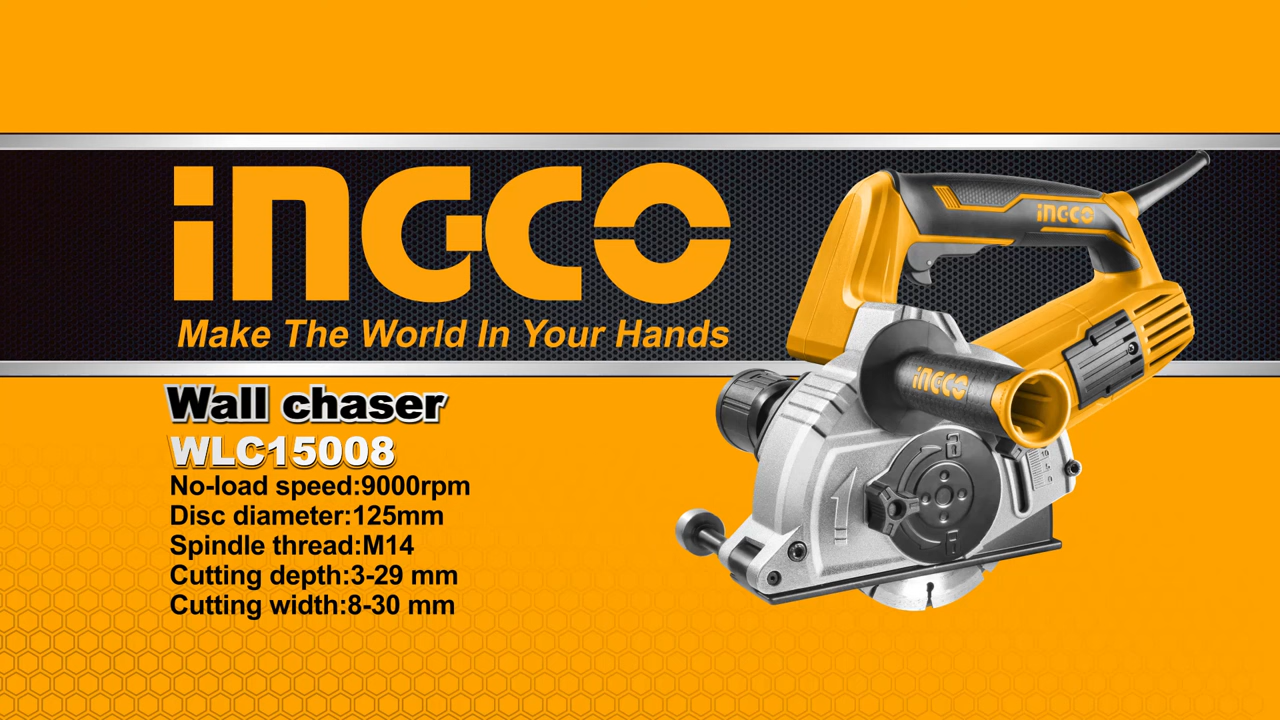 INGCO
Make The World In Your Hands
INGCO
INGCO
Wall chaser
WLC15008
No-load speed:9000rpm
Disc diameter:125mm
Spindle thread:M14
Cutting depth:3-29 mm
Cutting width:8-30 mm